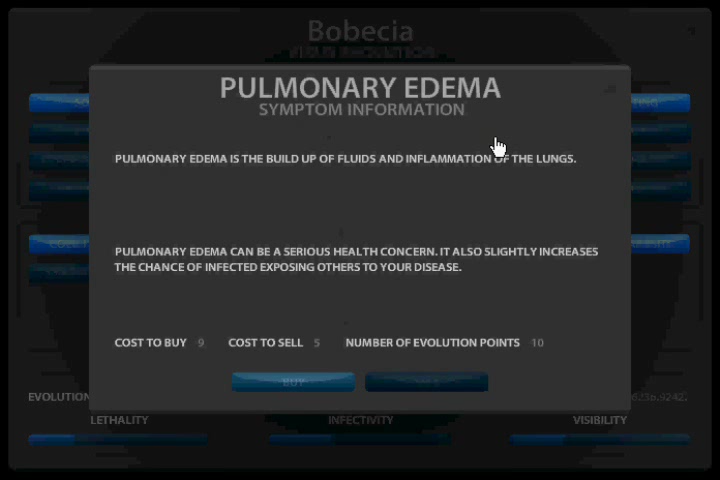 Bobecia
PULMONARY EDEMA
SYMPTOM INFORMATION
PULMONARY EDEMA IS THE BUILD UP OF FLUIDS AND INFLAMMATION OF THE LUNGS.
PULMONARY EDEMA CAN BE A SERIOUS HEALTH CONCERN. IT ALSO SLIGHTLY INCREASES
THE CHANCE OF INFECTED EXPOSING OTHERS TO YOUR DISEASE.
COST TO BUY 9 COST TO SELL 5 NUMBER OF EVOLUTION POINTS 10
BUY
EVOLUTION
LETHALITY INFECTIVITY VISIBILITY